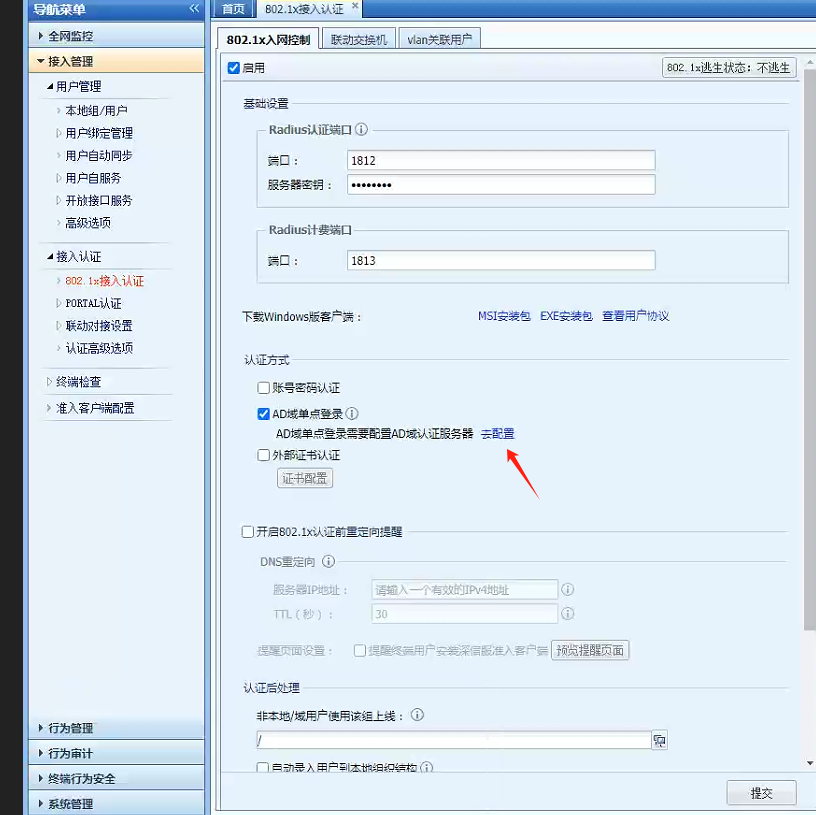 导航菜单
全网监控
接入管理
用户管理
本地组/用户
用户绑定管理
用户自动同步
用户自服务
开放接口服务
高级选项
接入认证
802.1x接入认证
PORTAL认证
联动对接设置
认证高级选项
终端检查
准入客户端配置
行为管理
行为审计
终端行为安全
系统管理
首页 802.1x接入认证
802.1x入网控制 联动交换机 vlan关联用户
启用 802.1x逃生状态：不逃生
基础设置
Radius认证端口
端口： 1812
服务器密钥： ••••••••
Radius计费端口
端口： 1813
下载Windows版客户端： MSI安装包 EXE安装包 查看用户协议
认证方式
账号密码认证
AD域单点登录
AD域单点登录需要配置AD域认证服务器 去配置
外部证书认证
证书配置
开启802.1x认证前重定向提醒
DNS重定向
服务器IP地址： 请输入一个有效的IPv4地址
TTL（秒）： 30
提醒页面设置： 提醒终端用户安装深信服准入客户端 预览提醒页面
认证后处理
非本地/域用户使用该组上线：
/
自动录入用户到本地组织结构
提交